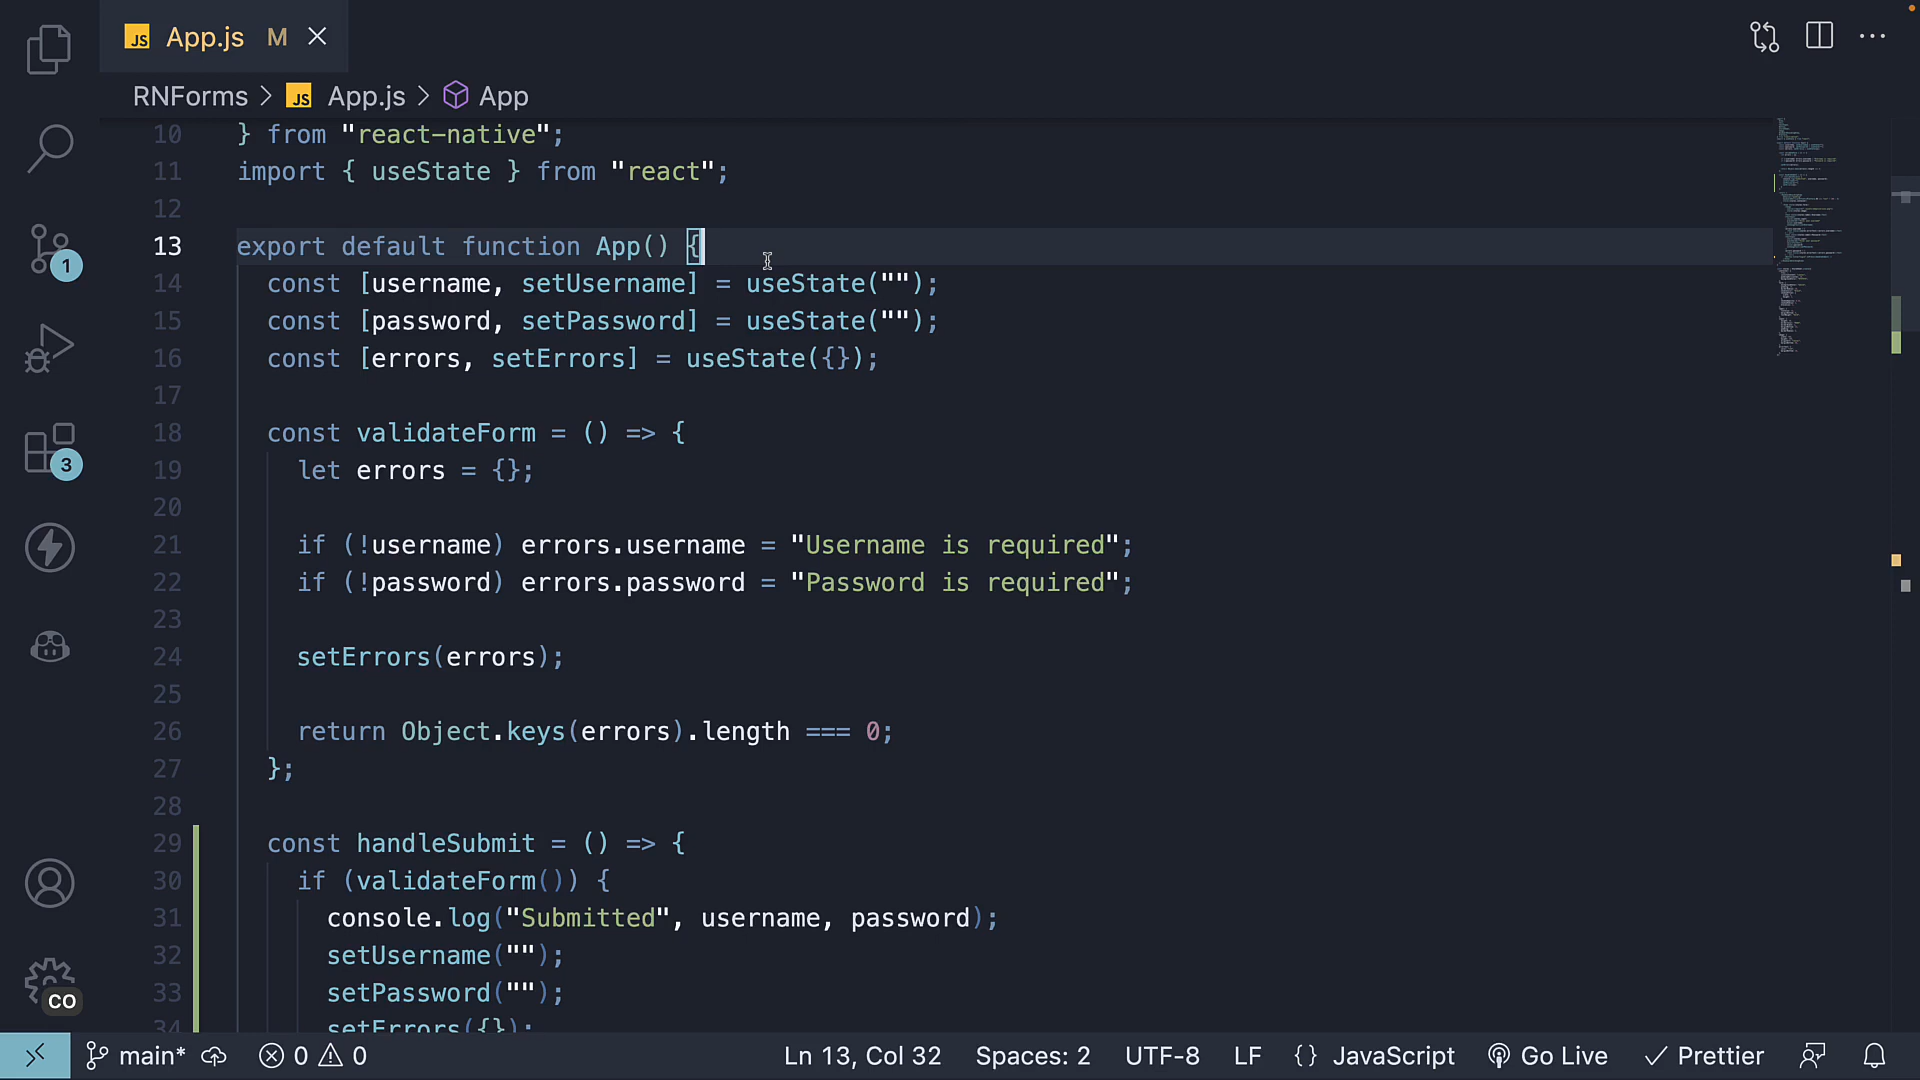 JS App.js M
RNForms > JS App.js > App
10 } from "react-native";
11 import { useState } from "react";
12
13 export default function App() {
14 const [username, setUsername] = useState("");
15 const [password, setPassword] = useState("");
16 const [errors, setErrors] = useState({});
17
18 const validateForm = () => {
19 let errors = {};
20
21 if (!username) errors.username = "Username is required";
22 if (!password) errors.password = "Password is required";
23
24 setErrors(errors);
25
26 return Object.keys(errors).length === 0;
27 };
28
29 const handleSubmit = () => {
30 if (validateForm()) {
31 console.log("Submitted", username, password);
32 setUsername("");
33 setPassword("");
34 setErrors({});
1
3
CO
main* 0 0 Ln 13, Col 32 Spaces: 2 UTF-8 LF {} JavaScript Go Live Prettier